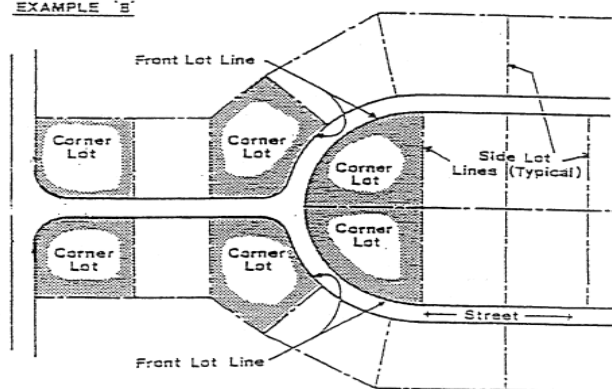 EXAMPLE "B"
Front Lot Line
Corner
Lot
Corner
Lot
Corner
Lot
Side Lot
Lines (Typical)
Corner
Lot
Corner
Lot
Corner
Lot
Street
Front Lot Line